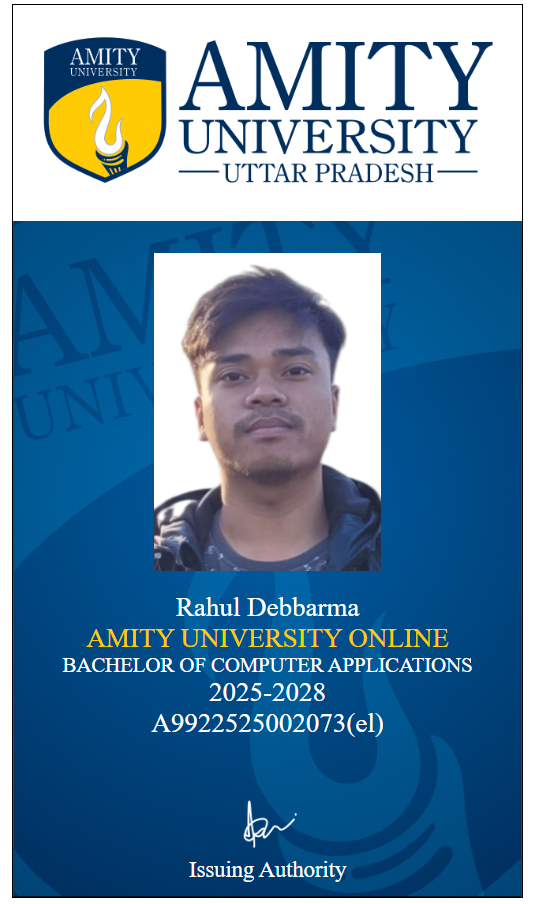 AMITY
UNIVERSITY
AMITY
UNIVERSITY
UTTAR PRADESH
Rahul Debbarma
AMITY UNIVERSITY ONLINE
BACHELOR OF COMPUTER APPLICATIONS
2025-2028
A9922525002073(el)
Issuing Authority